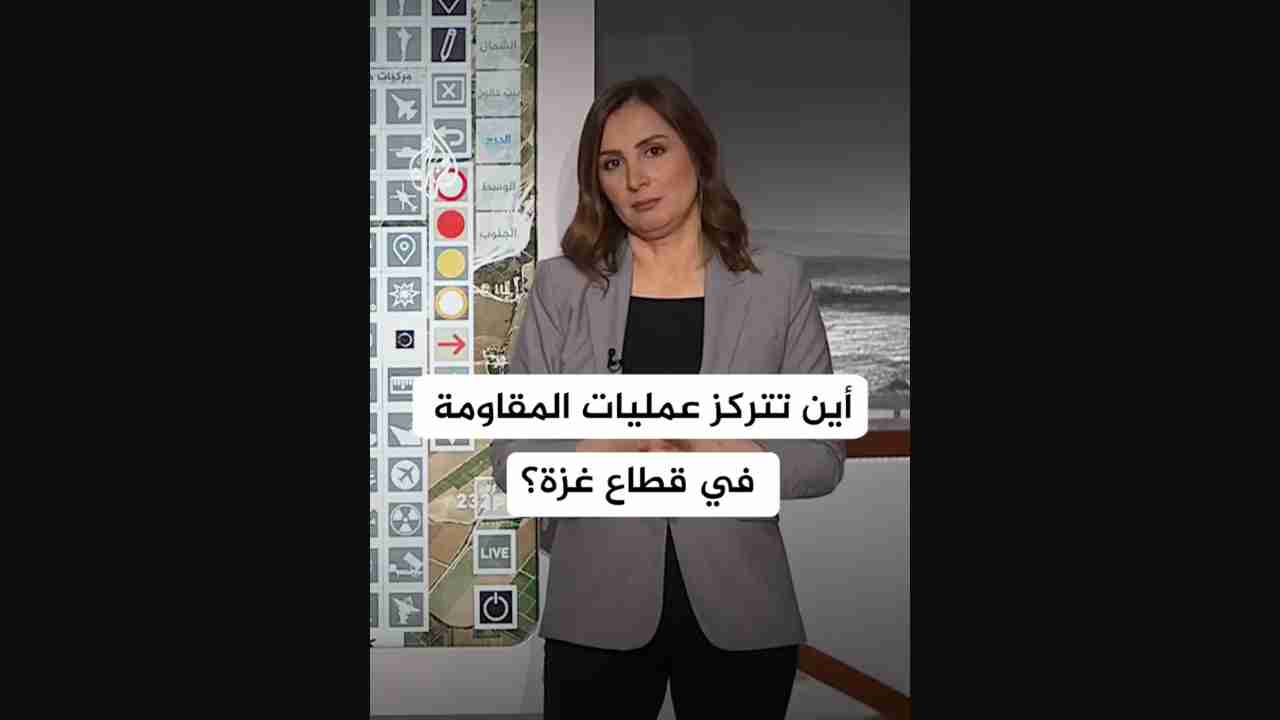 الشمال
الوسط
الجنوب
أين تتركز عمليات المقاومة
في قطاع غزة؟
LIVE